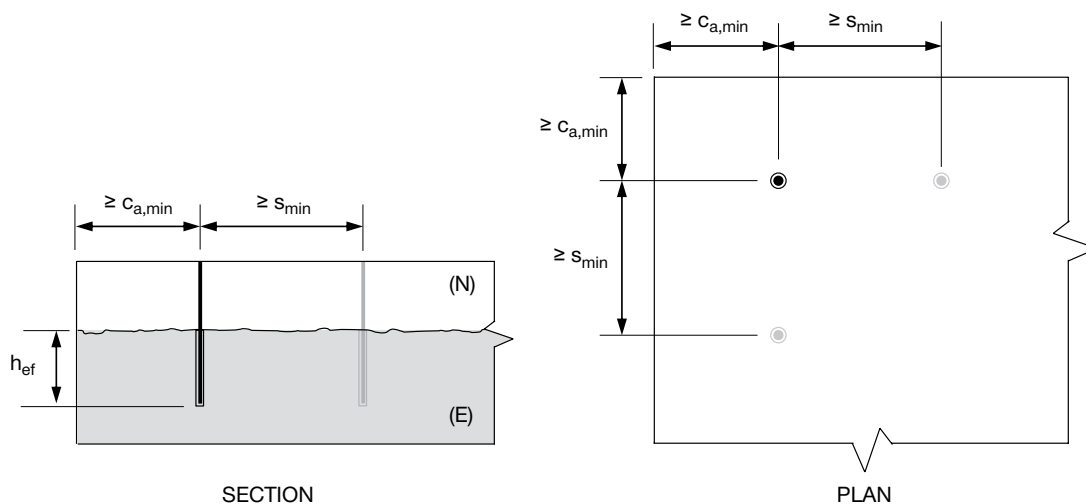 ≥ c_a,min
≥ s_min
(N)
h_ef
(E)
SECTION
≥ c_a,min
≥ s_min
≥ c_a,min
≥ s_min
PLAN